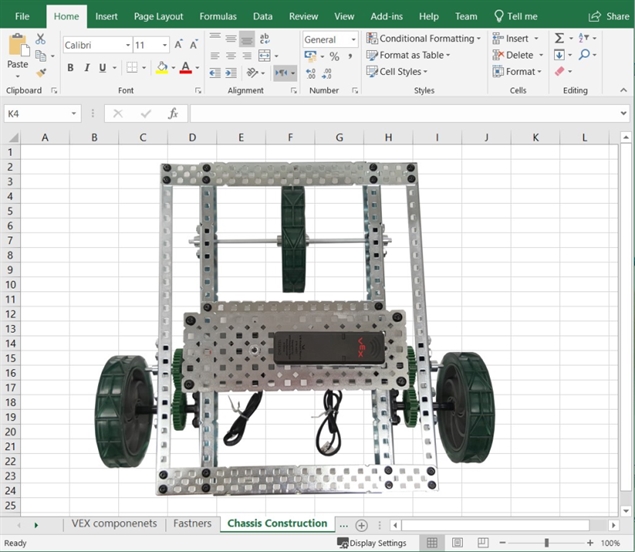 File Home Insert Page Layout Formulas Data Review View Add-ins Help Team Tell me Share
Paste Calibri 11 A A General Conditional Formatting Insert Σ
B I U A ab c % , Format as Table Delete
.00 .0 Cell Styles Format
Clipboard Font Alignment Number Styles Cells Editing
K4 fx
A B C D E F G H I J K L
1
2
3
4
5
6
7
8
9
10
11
12
13
14
vex
15
16
17
18
19
20
21
22
23
24
25
VEX componenets Fastners Chassis Construction ...
Ready Display Settings 100%